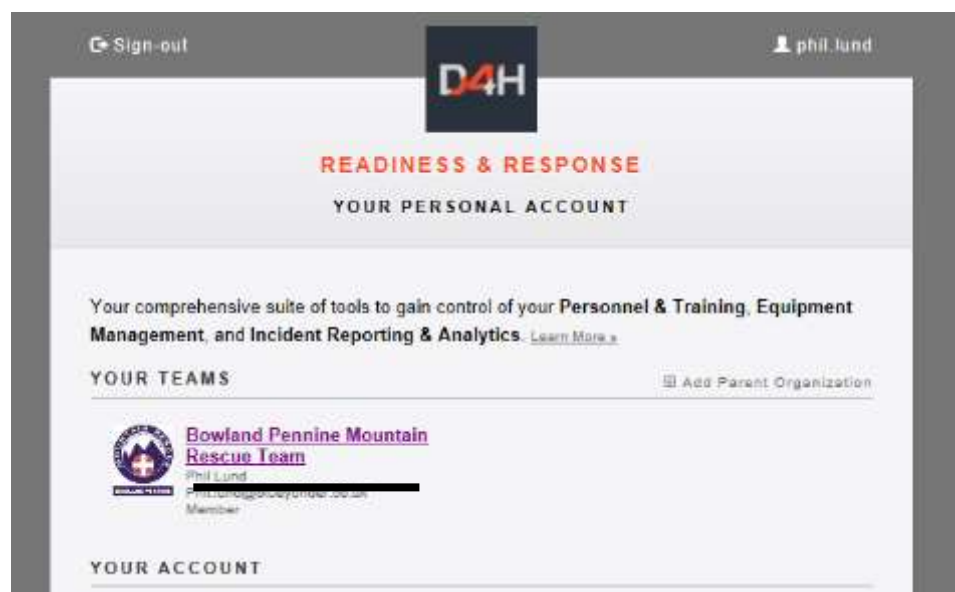 Sign-out
phil.lund
D4H
READINESS & RESPONSE
YOUR PERSONAL ACCOUNT
Your comprehensive suite of tools to gain control of your Personnel & Training, Equipment
Management, and Incident Reporting & Analytics. Learn More »
YOUR TEAMS
Add Parent Organization
Bowland Pennine Mountain
Rescue Team
Phil Lund
Member
YOUR ACCOUNT